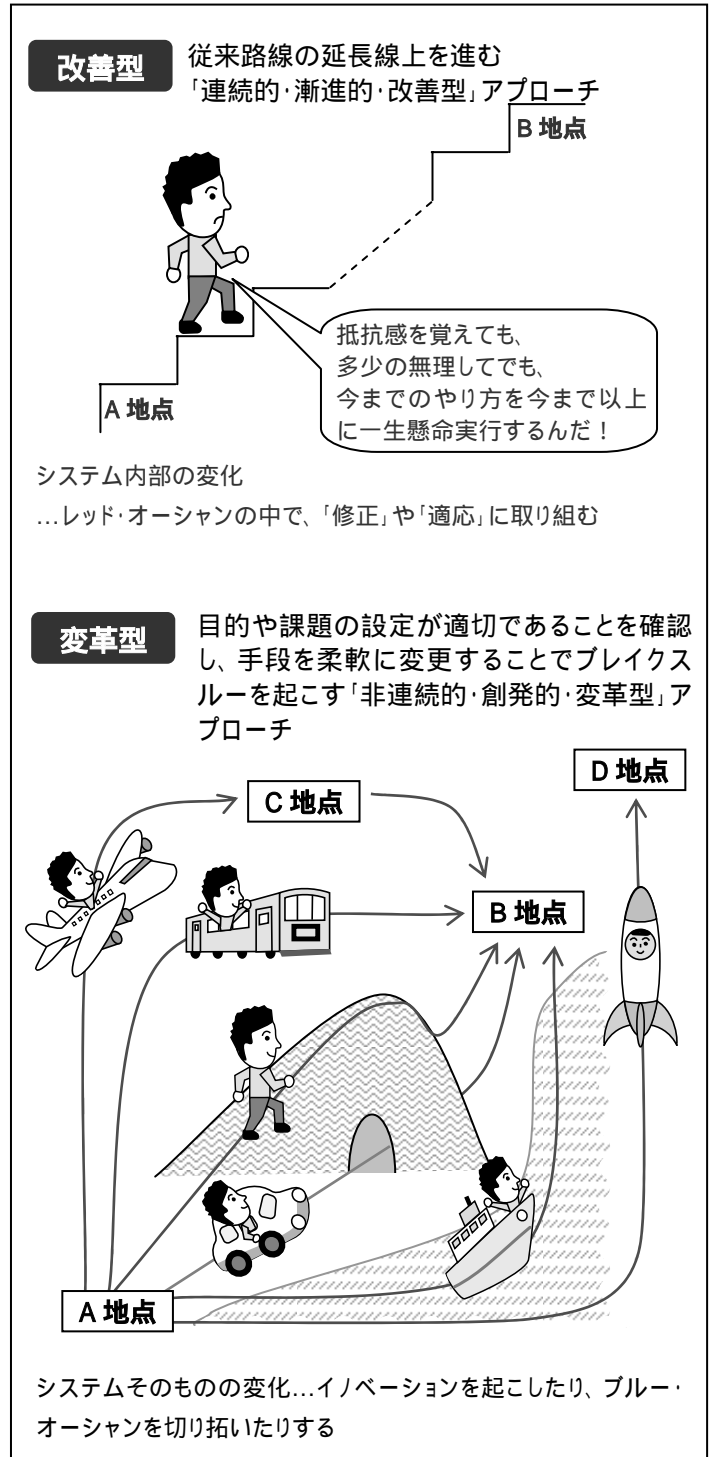 改善型
従来路線の延長線上を進む
「連続的・漸進的・改善型」アプローチ
B 地点
抵抗感を覚えても、
多少の無理してでも、
今までのやり方を今まで以上
に一生懸命実行するんだ！
A 地点
システム内部の変化
…レッド・オーシャンの中で、「修正」や「適応」に取り組む
変革型
目的や課題の設定が適切であることを確認
し、手段を柔軟に変更することでブレイクス
ルーを起こす「非連続的・創発的・変革型」ア
プローチ
D 地点
C 地点
B 地点
A 地点
システムそのものの変化…イノベーションを起こしたり、ブルー・
オーシャンを切り拓いたりする